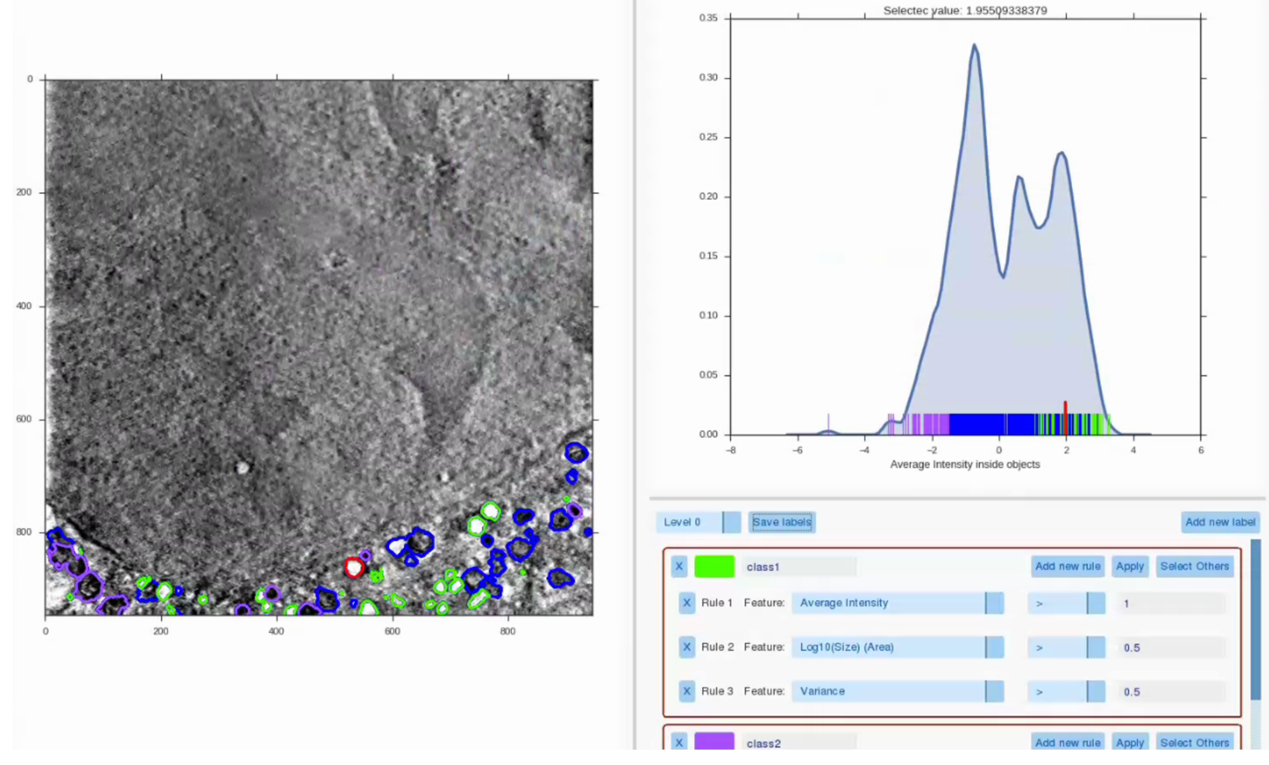 Selectec value: 1.95509338379
0.35
0.30
0.25
0.20
0.15
0.10
0.05
0.00
−8 −6 −4 −2 0 2 4 6
Average Intensity inside objects
0
200
400
600
800
0 200 400 600 800
Level 0 Save labels Add new label
X class1 Add new rule Apply Select Others
X Rule 1 Feature: Average Intensity > 1
X Rule 2 Feature: Log10(Size) (Area) > 0.5
X Rule 3 Feature: Variance > 0.5
X class2 Add new rule Apply Select Others